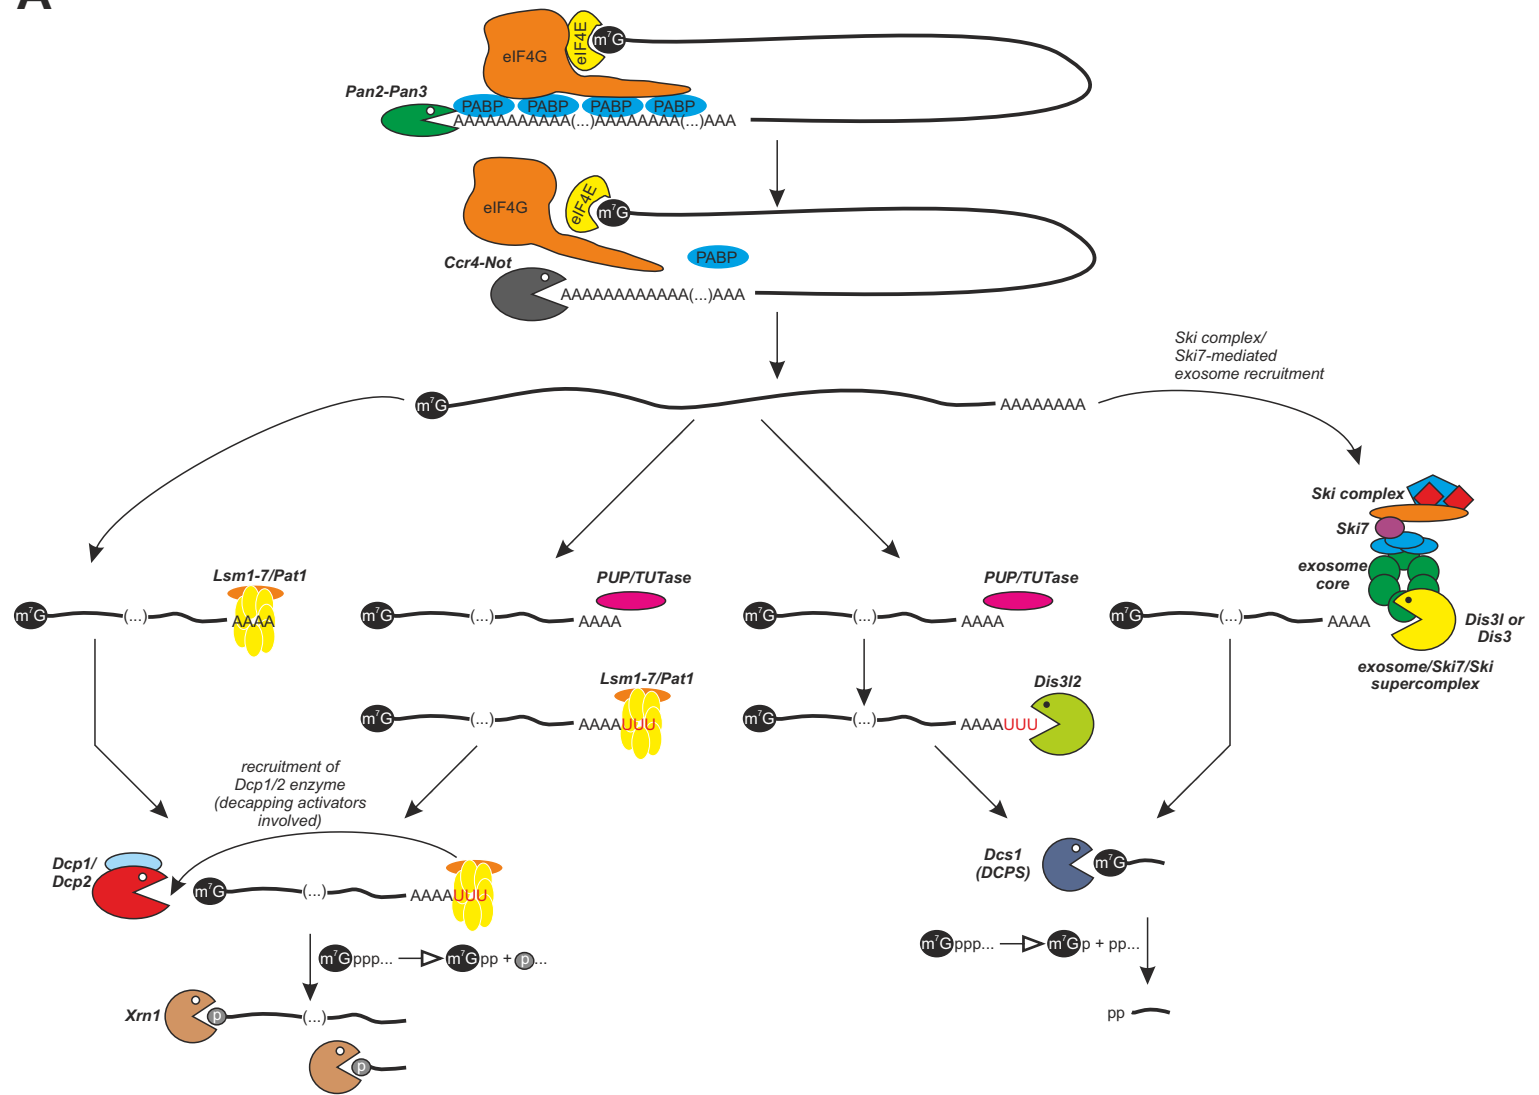 A
eIF4G
eIF4E
m7G
Pan2-Pan3
PABP PABP PABP PABP
AAAAAAAAAAA(...)AAAAAAAA(...)AAA
eIF4G
eIF4E
m7G
PABP
Ccr4-Not
AAAAAAAAAAAA(...)AAA
Ski complex/
Ski7-mediated
exosome recruitment
m7G
AAAAAAAA
Ski complex
Ski7
exosome
core
Dis3l or
Dis3
exosome/Ski7/Ski
supercomplex
Lsm1-7/Pat1
m7G (...) AAAA
PUP/TUTase
m7G (...) AAAA
PUP/TUTase
m7G (...) AAAA
m7G (...) AAAA
Lsm1-7/Pat1
m7G (...) AAAAUUU
Dis3l2
m7G (...) AAAAUUU
recruitment of
Dcp1/2 enzyme
(decapping activators
involved)
Dcp1/
Dcp2
m7G (...) AAAAUUU
Dcs1
(DCPS)
m7G
m7Gppp... m7Gpp + p...
m7Gppp... m7Gp + pp...
Xrn1
p (...)
pp
p